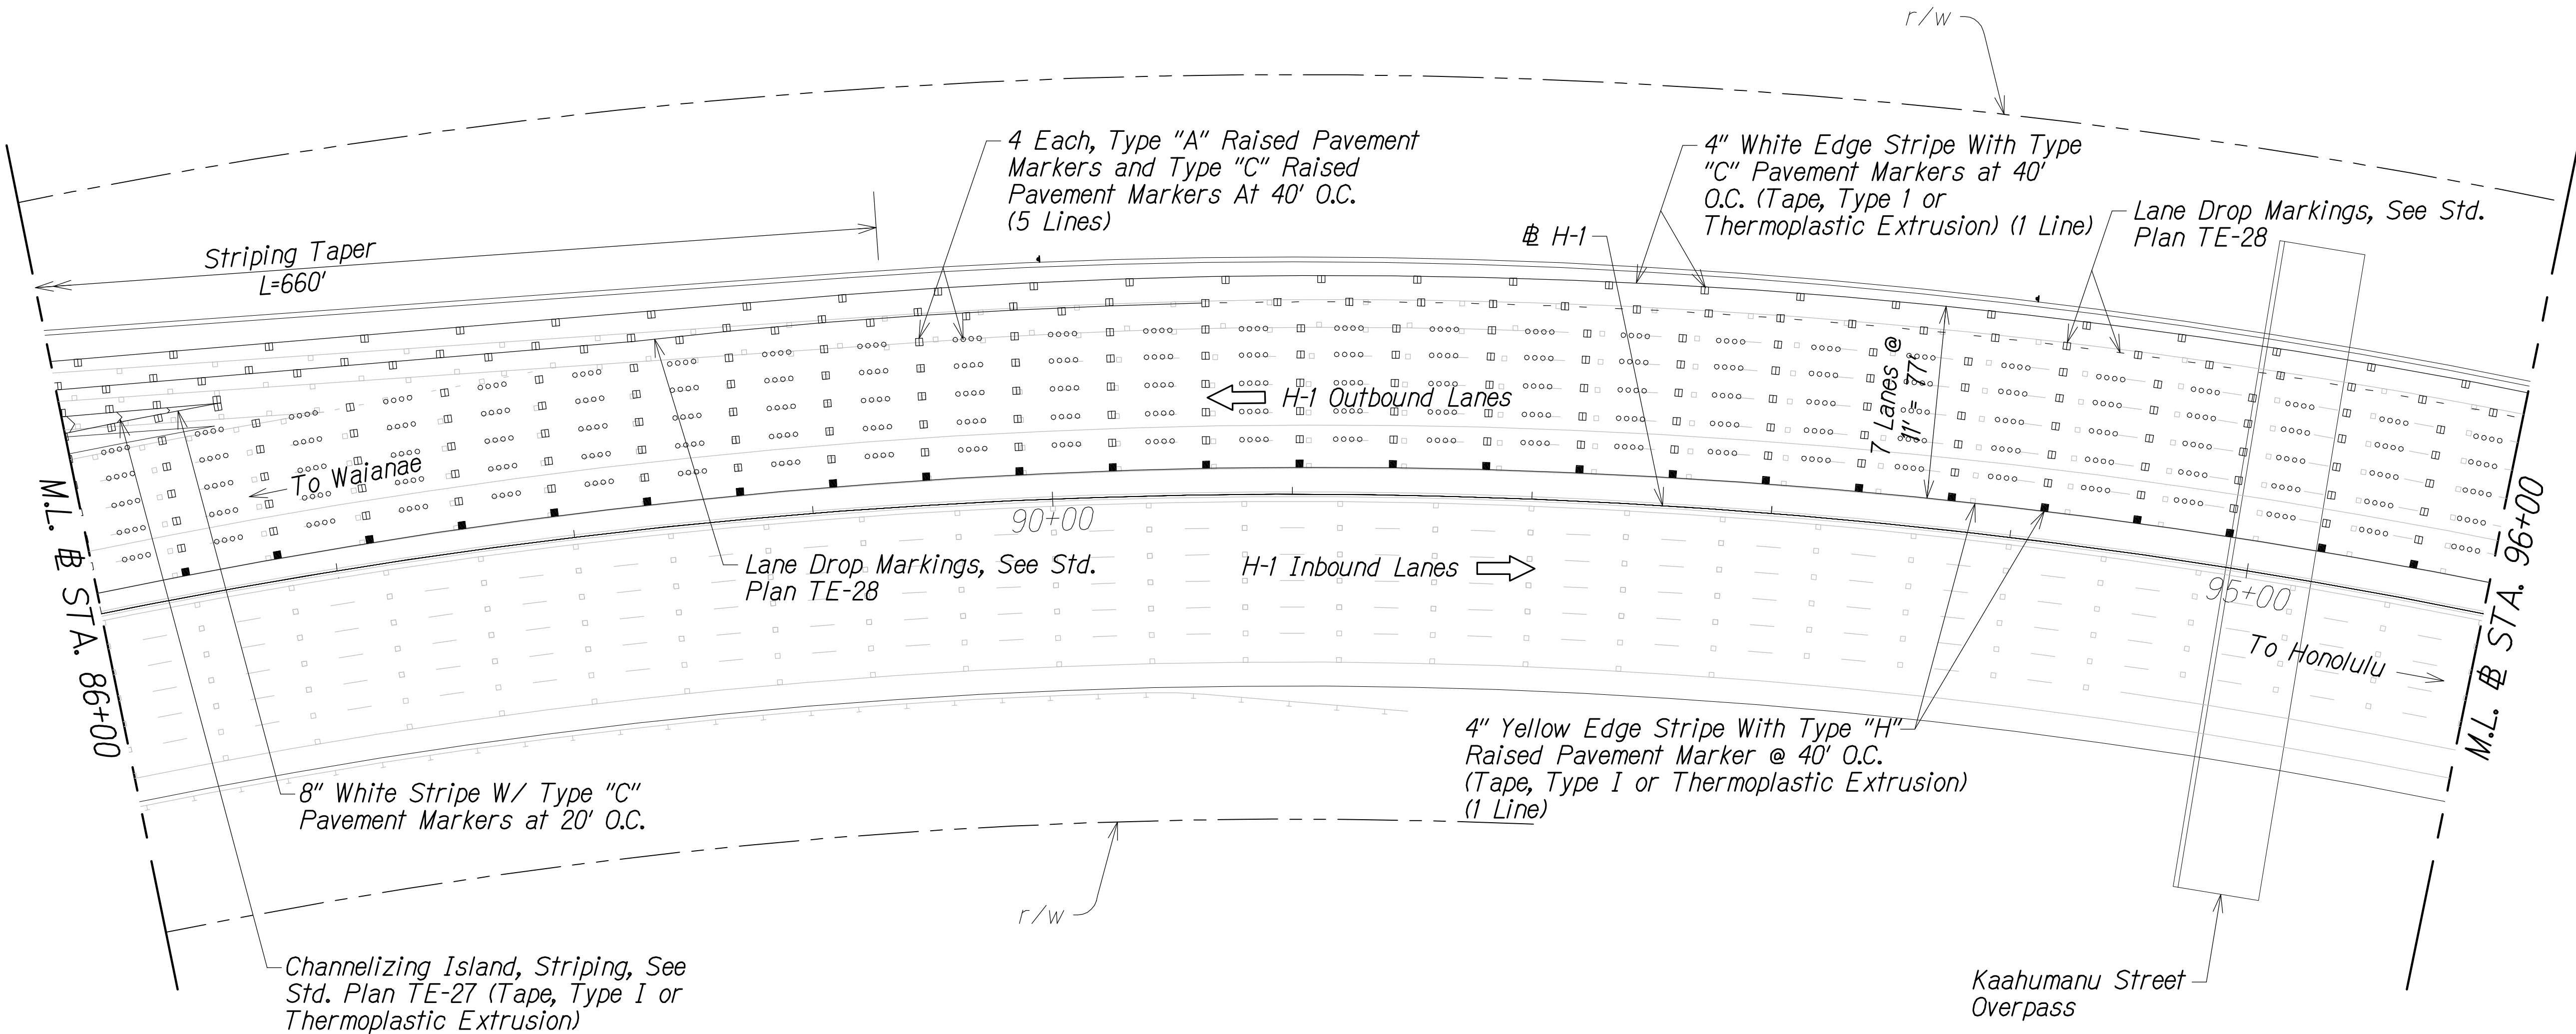 r/w
4 Each, Type "A" Raised Pavement
Markers and Type "C" Raised
Pavement Markers At 40' O.C.
(5 Lines)
4" White Edge Stripe With Type
"C" Pavement Markers at 40'
O.C. (Tape, Type 1 or
Thermoplastic Extrusion) (1 Line)
Lane Drop Markings, See Std.
Plan TE-28
Striping Taper
L=660'
℄ H-1
7 Lanes @
11' = 77'
H-1 Outbound Lanes
To Waianae
M.L. ℄ STA. 86+00
90+00
H-1 Inbound Lanes
Lane Drop Markings, See Std.
Plan TE-28
95+00
To Honolulu
M.L. ℄ STA. 96+00
4" Yellow Edge Stripe With Type "H"
Raised Pavement Marker @ 40' O.C.
(Tape, Type I or Thermoplastic Extrusion)
(1 Line)
8" White Stripe W/ Type "C"
Pavement Markers at 20' O.C.
r/w
Channelizing Island, Striping, See
Std. Plan TE-27 (Tape, Type I or
Thermoplastic Extrusion)
Kaahumanu Street
Overpass